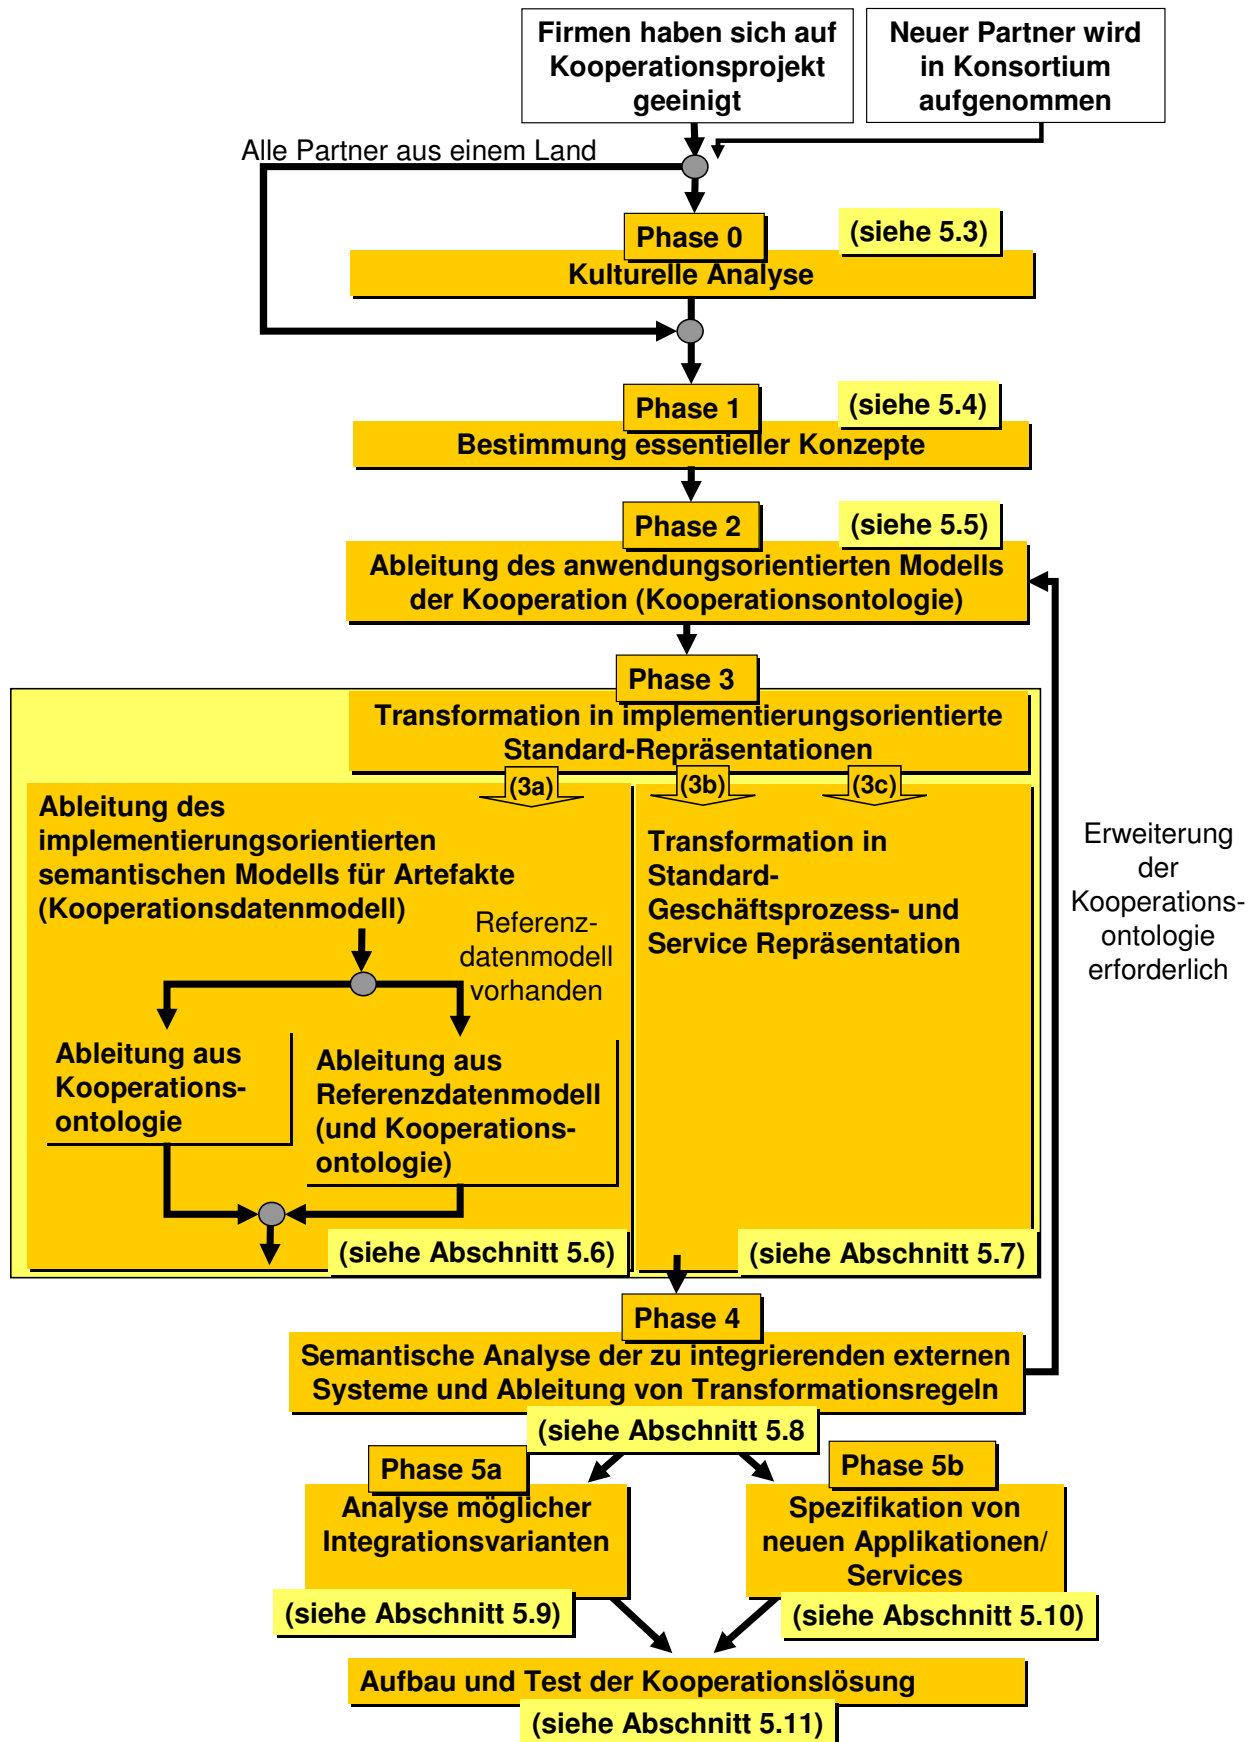 Firmen haben sich auf
Kooperationsprojekt
geeinigt
Neuer Partner wird
in Konsortium
aufgenommen
Alle Partner aus einem Land
Phase 0
(siehe 5.3)
Kulturelle Analyse
Phase 1
(siehe 5.4)
Bestimmung essentieller Konzepte
Phase 2
(siehe 5.5)
Ableitung des anwendungsorientierten Modells
der Kooperation (Kooperationsontologie)
Phase 3
Transformation in implementierungsorientierte
Standard-Repräsentationen
(3a)
(3b)
(3c)
Ableitung des
implementierungsorientierten
semantischen Modells für Artefakte
(Kooperationsdatenmodell)
Referenz-
datenmodell
vorhanden
Ableitung aus
Kooperations-
ontologie
Ableitung aus
Referenzdatenmodell
(und Kooperations-
ontologie)
(siehe Abschnitt 5.6)
Transformation in
Standard-
Geschäftsprozess- und
Service Repräsentation
(siehe Abschnitt 5.7)
Erweiterung
der
Kooperations-
ontologie
erforderlich
Phase 4
Semantische Analyse der zu integrierenden externen
Systeme und Ableitung von Transformationsregeln
(siehe Abschnitt 5.8
Phase 5a
Analyse möglicher
Integrationsvarianten
(siehe Abschnitt 5.9)
Phase 5b
Spezifikation von
neuen Applikationen/
Services
(siehe Abschnitt 5.10)
Aufbau und Test der Kooperationslösung
(siehe Abschnitt 5.11)